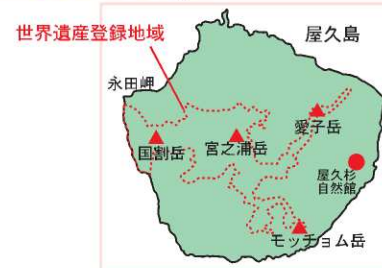 世界遺産登録地域
屋久島
永田岬
愛子岳
国割岳
宮之浦岳
屋久杉
自然館
モッチョム岳